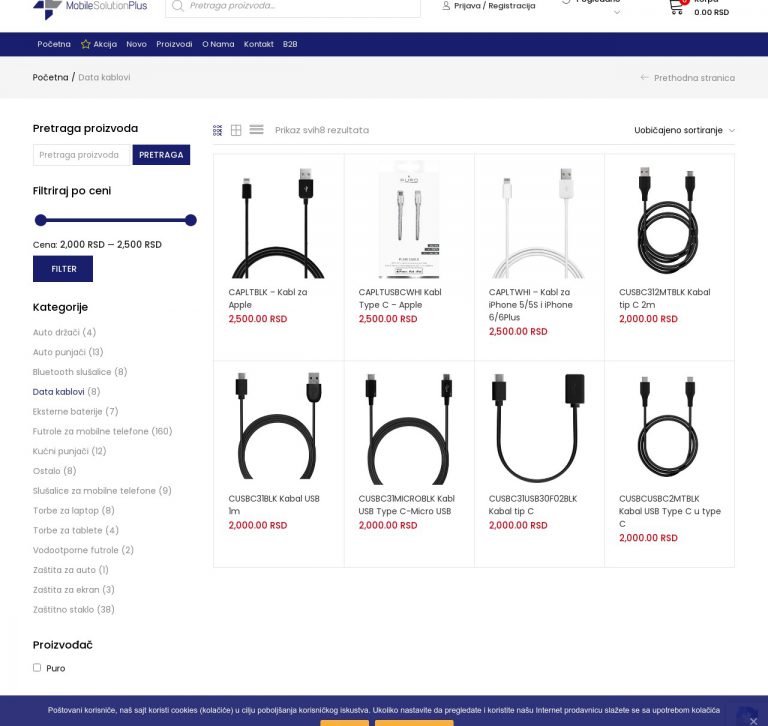 MobileSolutionPlus
Pretraga proizvoda...
Prijava / Registracija
0.00 RSD
Početna Akcija Novo Proizvodi O Nama Kontakt B2B
Početna / Data kablovi
Prethodna stranica
Pretraga proizvoda
Pretraga proizvoda PRETRAGA
Filtriraj po ceni
Cena: 2,000 RSD — 2,500 RSD
FILTER
Kategorije
Auto držači (4)
Auto punjači (13)
Bluetooth slušalice (8)
Data kablovi (8)
Eksterne baterije (7)
Futrole za mobilne telefone (160)
Kućni punjači (12)
Ostalo (8)
Slušalice za mobilne telefone (9)
Torbe za laptop (8)
Torbe za tablete (4)
Vodootporne futrole (2)
Zaštita za auto (1)
Zaštita za ekran (3)
Zaštitno staklo (38)
Proizvođač
Puro
Prikaz svih8 rezultata
Uobičajeno sortiranje
CAPLTBLK – Kabl za
Apple
2,500.00 RSD
PURO
CAPLTUSBCWHI Kabl
Type C – Apple
2,500.00 RSD
CAPLTWHI – Kabl za
iPhone 5/5S i iPhone
6/6Plus
2,500.00 RSD
CUSBC312MTBLK Kabal
tip C 2m
2,000.00 RSD
CUSBC31BLK Kabal USB
1m
2,000.00 RSD
CUSBC31MICROBLK Kabl
USB Type C-Micro USB
2,000.00 RSD
CUSBC31USB30F02BLK
Kabal tip C
2,000.00 RSD
CUSBCUSBC2MTBLK
Kabal USB Type C u type
C
2,000.00 RSD
Poštovani korisniče, naš sajt koristi cookies (kolačiće) u cilju poboljšanja korisničkog iskustva. Ukoliko nastavite da pregledate i koristite našu Internet prodavnicu slažete se sa upotrebom kolačića